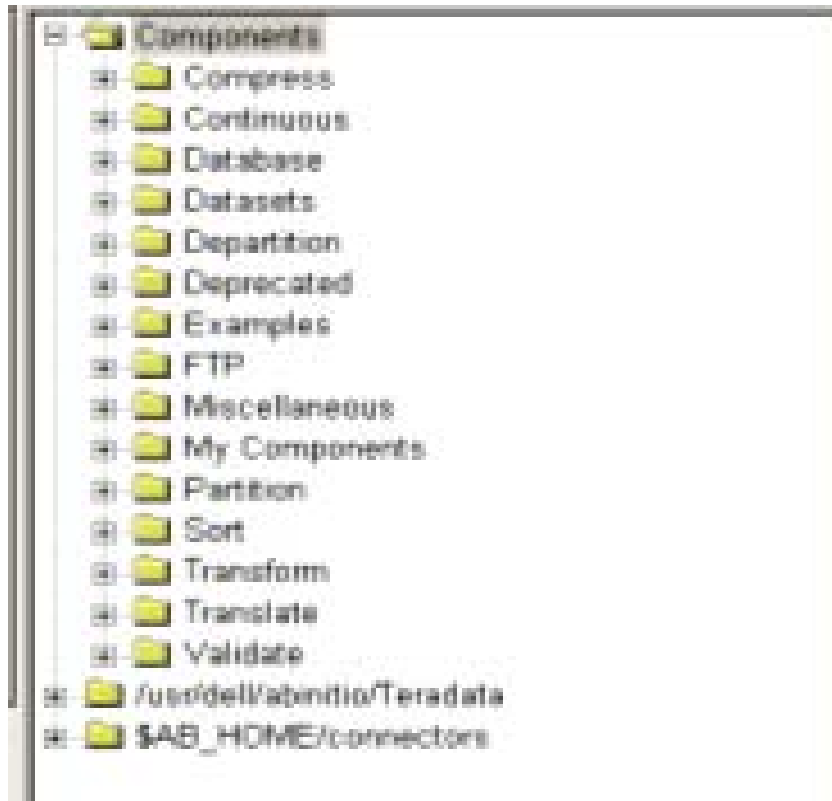 Components
Compress
Continuous
Database
Datasets
Departition
Deprecated
Examples
FTP
Miscellaneous
My Components
Partition
Sort
Transform
Translate
Validate
/usr/dell/abinitio/Teradata
$AB_HOME/connectors